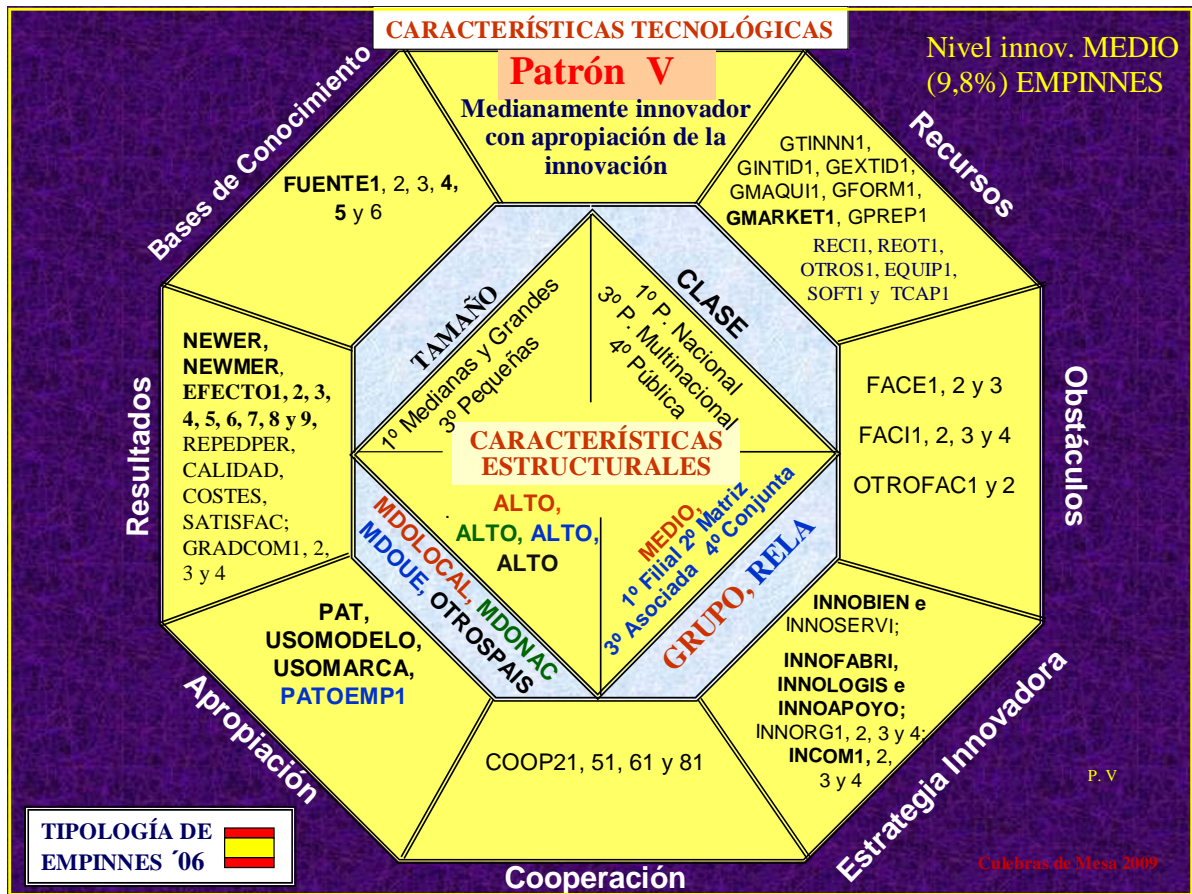 CARACTERÍSTICAS TECNOLÓGICAS
Patrón V
Medianamente innovador
con apropiación de la
innovación
Nivel innov. MEDIO
(9,8%) EMPINNES
Bases de Conocimiento
FUENTE1, 2, 3, 4,
5 y 6
Recursos
GTINNN1,
GINTID1, GEXTID1,
GMAQUI1, GFORM1,
GMARKET1, GPREP1
RECI1, REOT1,
OTROS1, EQUIP1,
SOFT1 y TCAP1
TAMAÑO
1º Medianas y Grandes
3º Pequeñas
CLASE
1º P. Nacional
3º P. Multinacional
4º Pública
Resultados
NEWER,
NEWMER,
EFECTO1, 2, 3,
4, 5, 6, 7, 8 y 9,
REPEDPER,
CALIDAD,
COSTES,
SATISFAC;
GRADCOM1, 2,
3 y 4
Obstáculos
FACE1, 2 y 3
FACI1, 2, 3 y 4
OTROFAC1 y 2
CARACTERÍSTICAS
ESTRUCTURALES
ALTO,
ALTO, ALTO,
ALTO
MDOLOCAL, MDONAC
MDOUE, OTROSPAIS
MEDIO,
1º Filial 2º Matriz
3º Asociada 4º Conjunta
GRUPO, RELA
Apropiación
PAT,
USOMODELO,
USOMARCA,
PATOEMP1
Cooperación
COOP21, 51, 61 y 81
Estrategia Innovadora
INNOBIEN e
INNOSERVI;
INNOFABRI,
INNOLOGIS e
INNOAPOYO;
INNORG1, 2, 3 y 4;
INCOM1, 2,
3 y 4
P. V
TIPOLOGÍA DE
EMPINNES ´06
Culebras de Mesa 2009